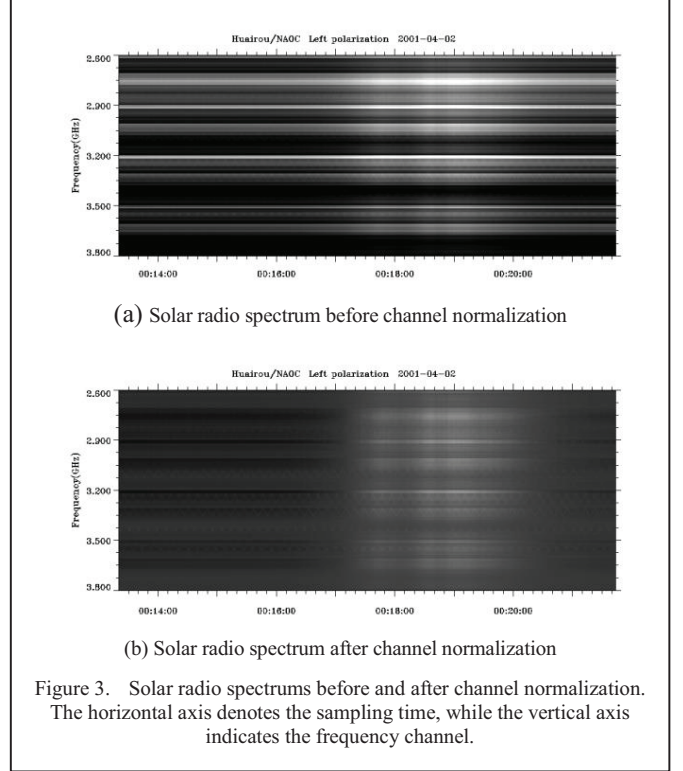 Huairou/NAOC Left polarization 2001-04-02
Frequency(GHz)
2.600
2.900
3.200
3.500
3.800
00:14:00 00:16:00 00:18:00 00:20:00
(a) Solar radio spectrum before channel normalization
Huairou/NAOC Left polarization 2001-04-02
Frequency(GHz)
2.600
2.900
3.200
3.500
3.800
00:14:00 00:16:00 00:18:00 00:20:00
(b) Solar radio spectrum after channel normalization
Figure 3. Solar radio spectrums before and after channel normalization.
The horizontal axis denotes the sampling time, while the vertical axis
indicates the frequency channel.